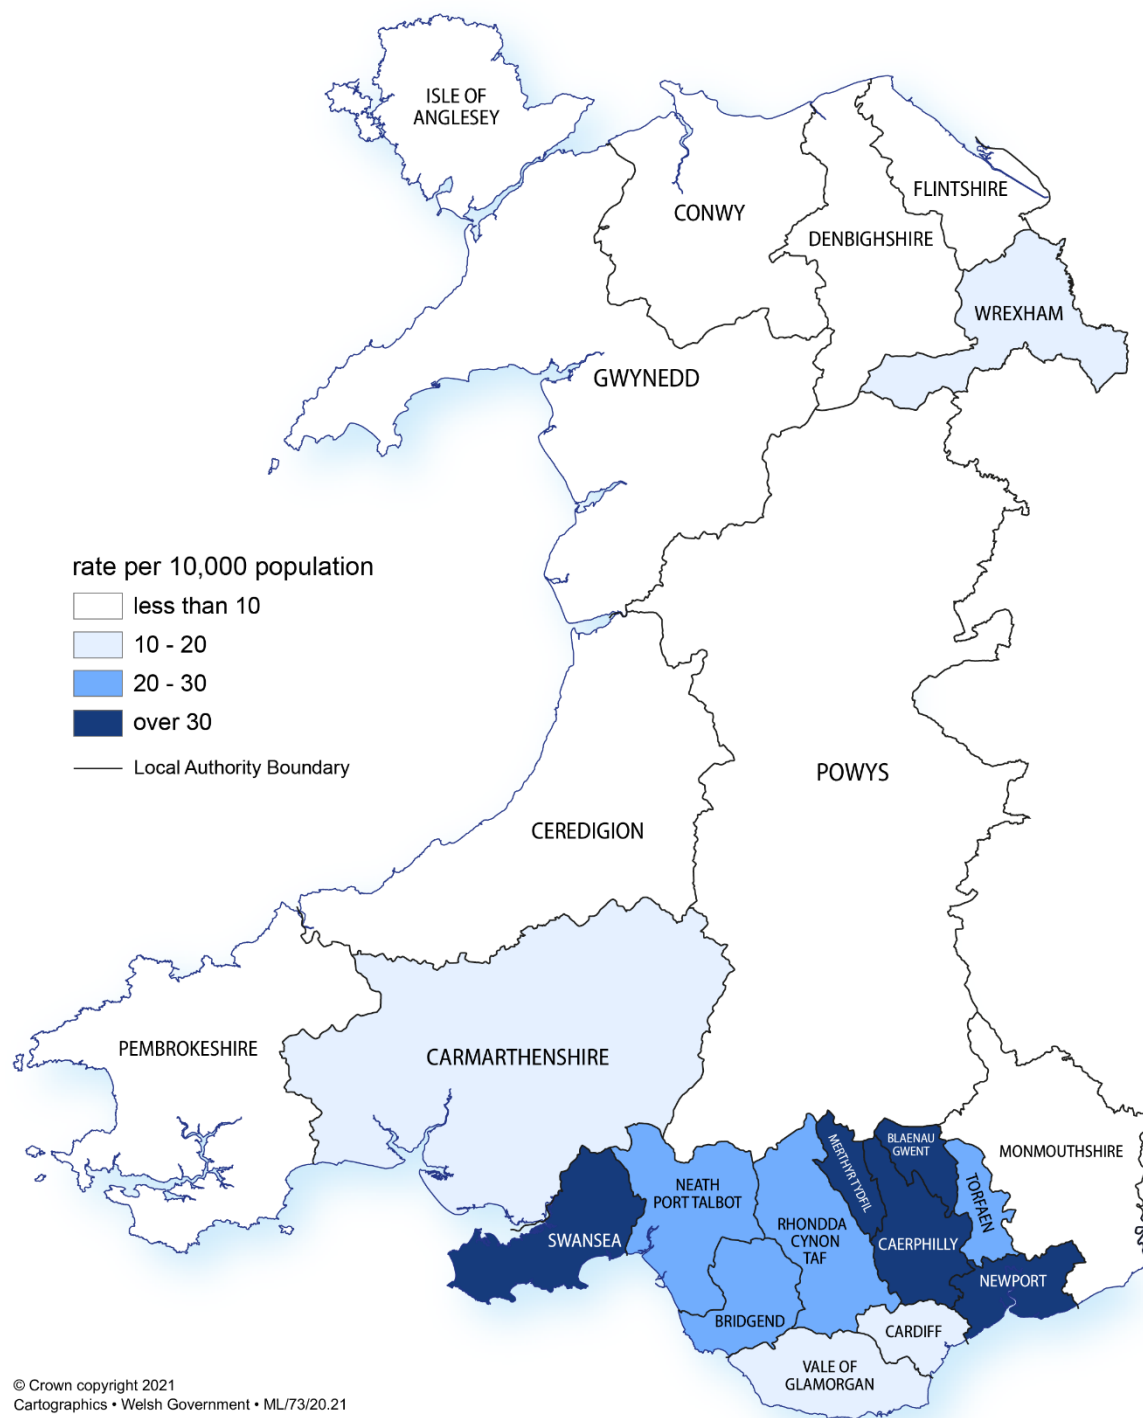 ISLE OF
ANGLESEY
CONWY
FLINTSHIRE
DENBIGHSHIRE
WREXHAM
GWYNEDD
rate per 10,000 population
less than 10
10 - 20
20 - 30
over 30
Local Authority Boundary
POWYS
CEREDIGION
PEMBROKESHIRE
CARMARTHENSHIRE
MONMOUTHSHIRE
BLAENAU
GWENT
MERTHYR TYDFIL
TORFAEN
NEATH
PORT TALBOT
RHONDDA
CYNON
TAF
SWANSEA
CAERPHILLY
NEWPORT
BRIDGEND
CARDIFF
VALE OF
GLAMORGAN
© Crown copyright 2021
Cartographics • Welsh Government • ML/73/20.21